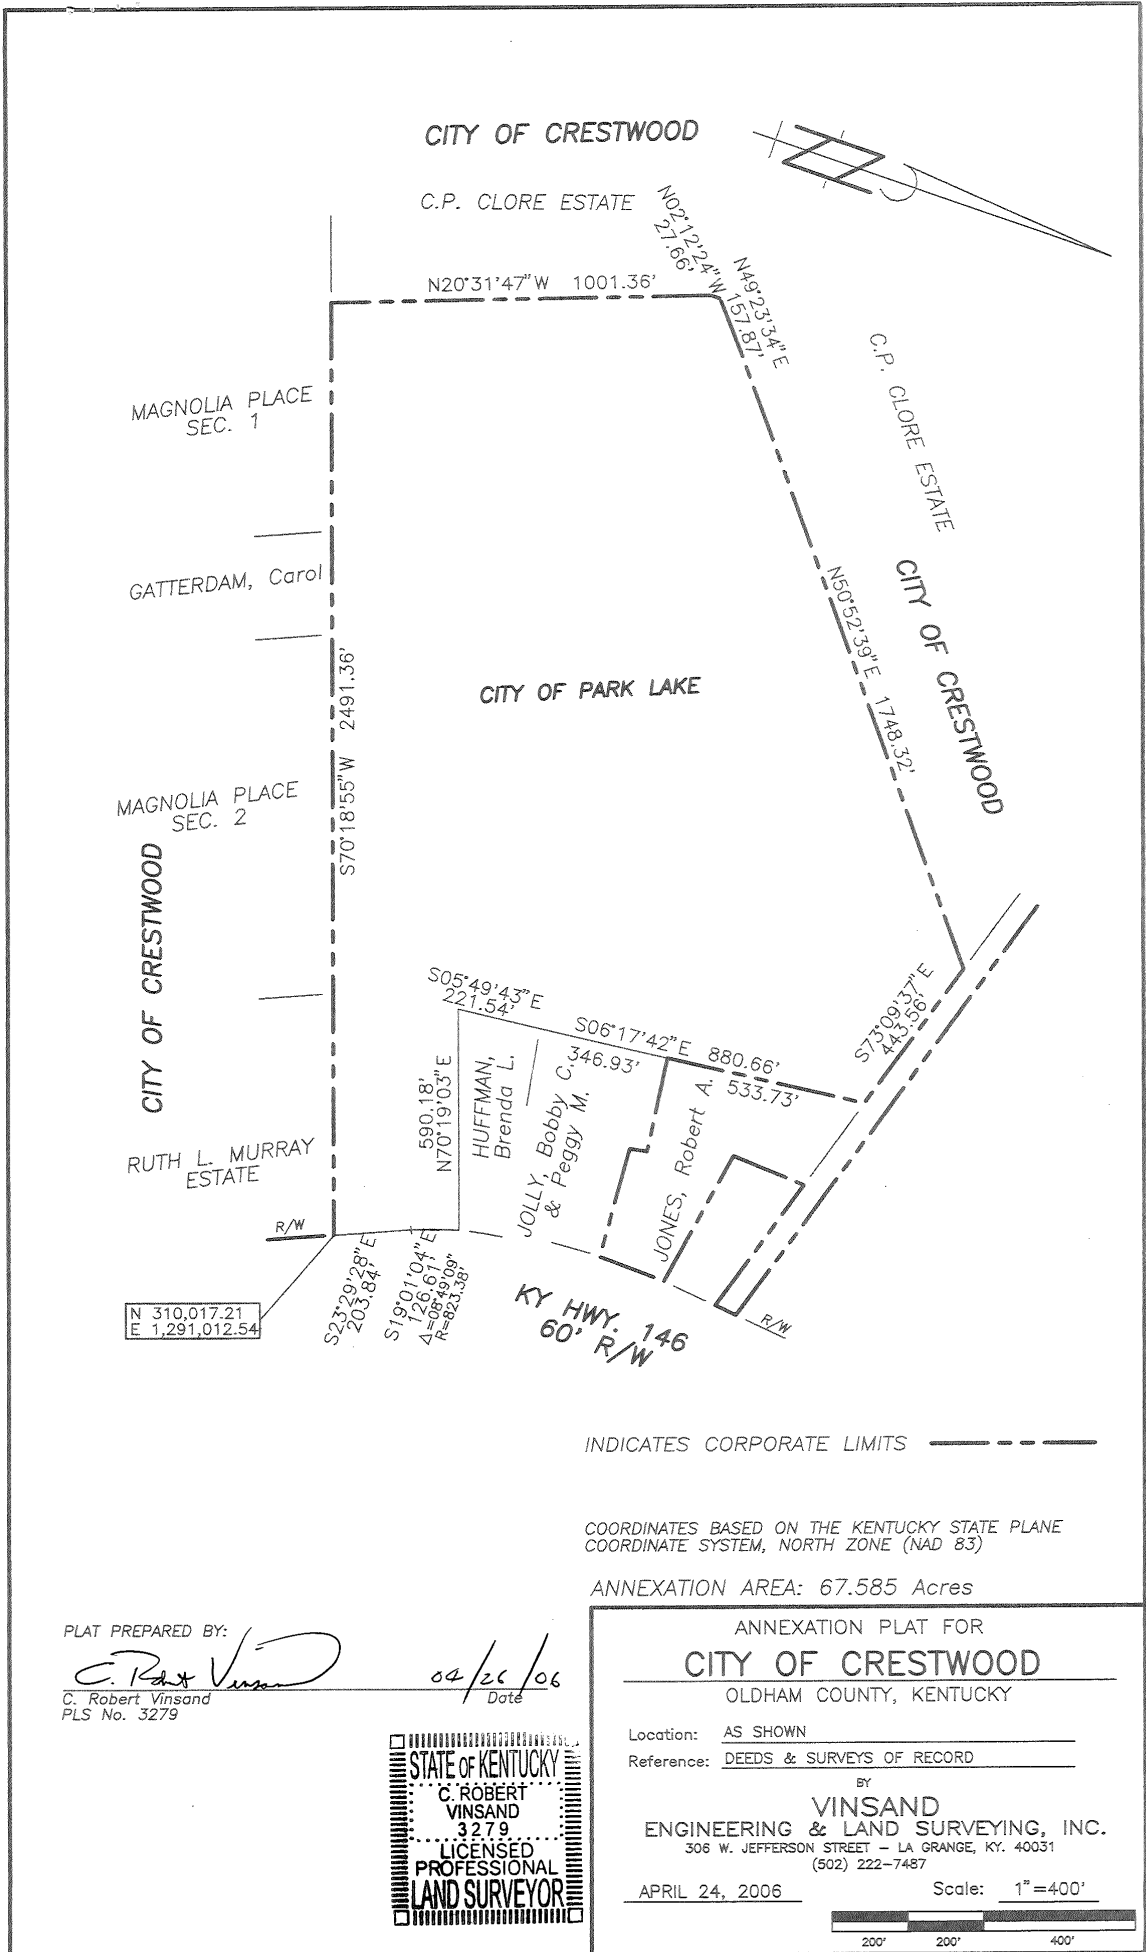 CITY OF CRESTWOOD
C.P. CLORE ESTATE
N02°12'24"W
27.66'
N49°23'34"E
157.87'
N20°31'47"W 1001.36'
C.P. CLORE ESTATE
MAGNOLIA PLACE
SEC. 1
GATTERDAM, Carol
N50°52'39"E 1748.32'
CITY OF CRESTWOOD
CITY OF PARK LAKE
S70°18'55"W 2491.36'
MAGNOLIA PLACE
SEC. 2
CITY OF CRESTWOOD
S05°49'43"E
221.54'
S06°17'42"E 880.66'
346.93'
533.73'
S73°09'37"E
443.56'
590.18'
N70°19'03"E
HUFFMAN,
Brenda L.
JOLLY, Bobby C.
& Peggy M.
JONES, Robert A.
RUTH L. MURRAY
ESTATE
R/W
S23°29'28"E
203.84'
S19°01'04"E
126.61'
Δ=08°49'09"
R=823.38'
KY HWY. 146
60' R/W
R/W
N 310,017.21
E 1,291,012.54
INDICATES CORPORATE LIMITS
COORDINATES BASED ON THE KENTUCKY STATE PLANE
COORDINATE SYSTEM, NORTH ZONE (NAD 83)
ANNEXATION AREA: 67.585 Acres
PLAT PREPARED BY:
C. Robert Vinsand 04/26/06
C. Robert Vinsand Date
PLS No. 3279
STATE OF KENTUCKY
C. ROBERT
VINSAND
3279
LICENSED
PROFESSIONAL
LAND SURVEYOR
ANNEXATION PLAT FOR
CITY OF CRESTWOOD
OLDHAM COUNTY, KENTUCKY
Location: AS SHOWN
Reference: DEEDS & SURVEYS OF RECORD
BY
VINSAND
ENGINEERING & LAND SURVEYING, INC.
306 W. JEFFERSON STREET – LA GRANGE, KY. 40031
(502) 222-7487
APRIL 24, 2006 Scale: 1"=400'
200' 200' 400'